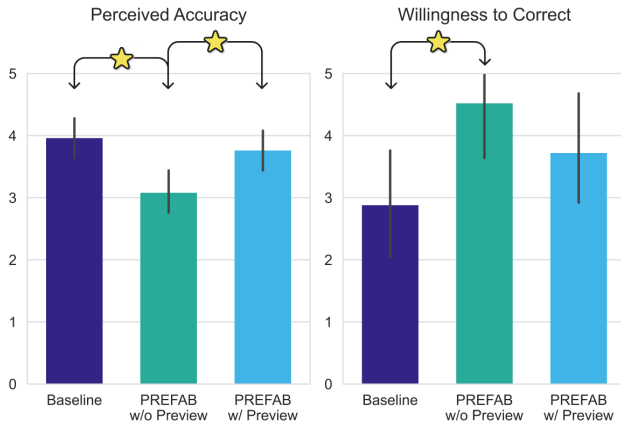 Perceived Accuracy
5
4
3
2
1
0
Baseline
PREFAB
w/o Preview
PREFAB
w/ Preview
Willingness to Correct
5
4
3
2
1
0
Baseline
PREFAB
w/o Preview
PREFAB
w/ Preview